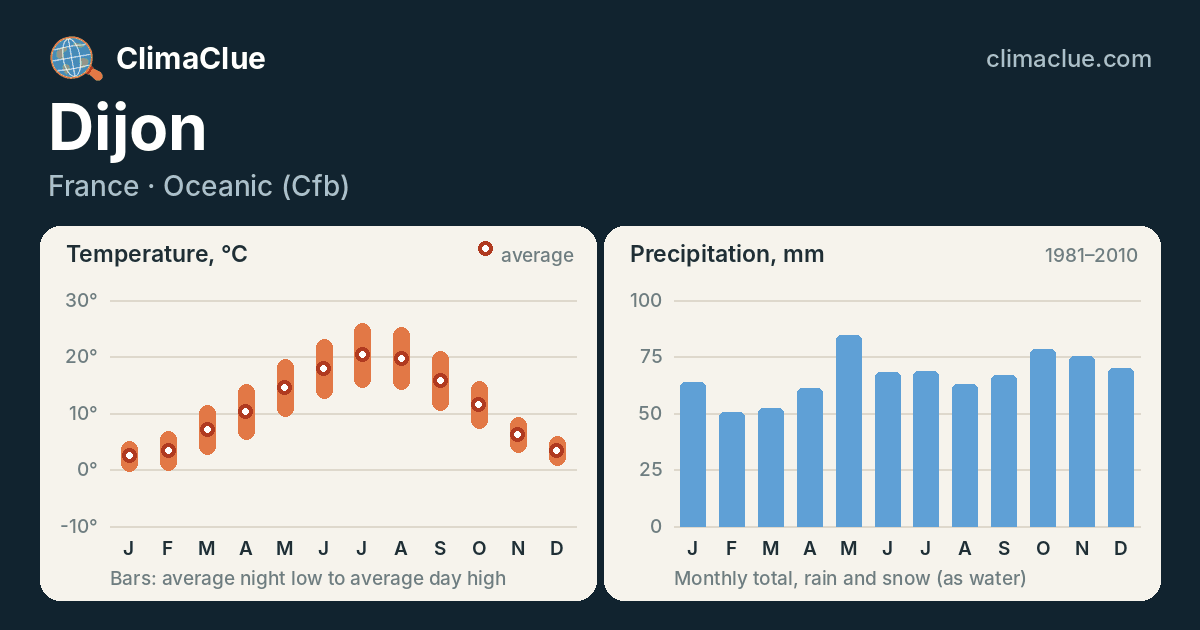 ClimaClue
climaclue.com
Dijon
France · Oceanic (Cfb)
Temperature, °C
average
30°
20°
10°
0°
-10°
J F M A M J J A S O N D
Bars: average night low to average day high
Precipitation, mm
1981–2010
100
75
50
25
0
J F M A M J J A S O N D
Monthly total, rain and snow (as water)